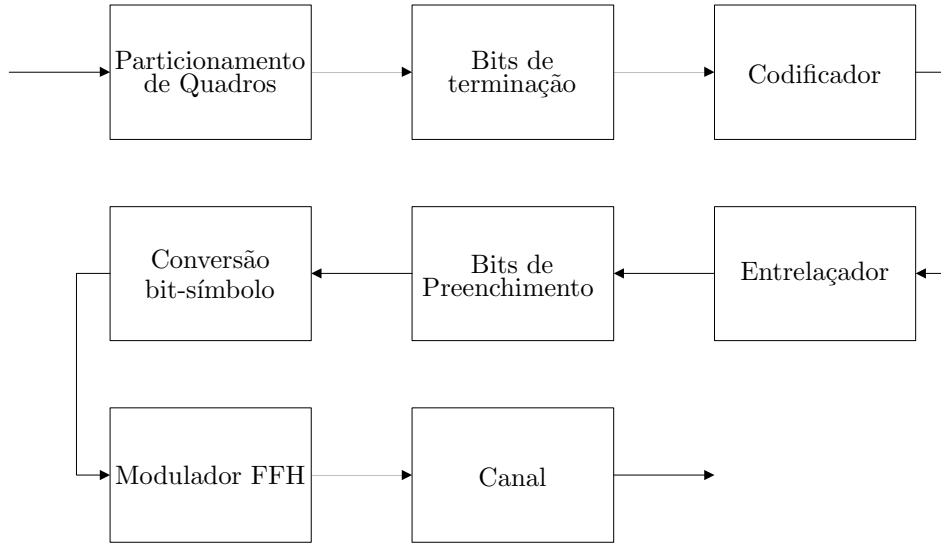 Particionamento
de Quadros
Bits de
terminação
Codificador
Conversão
bit-símbolo
Bits de
Preenchimento
Entrelaçador
Modulador FFH
Canal